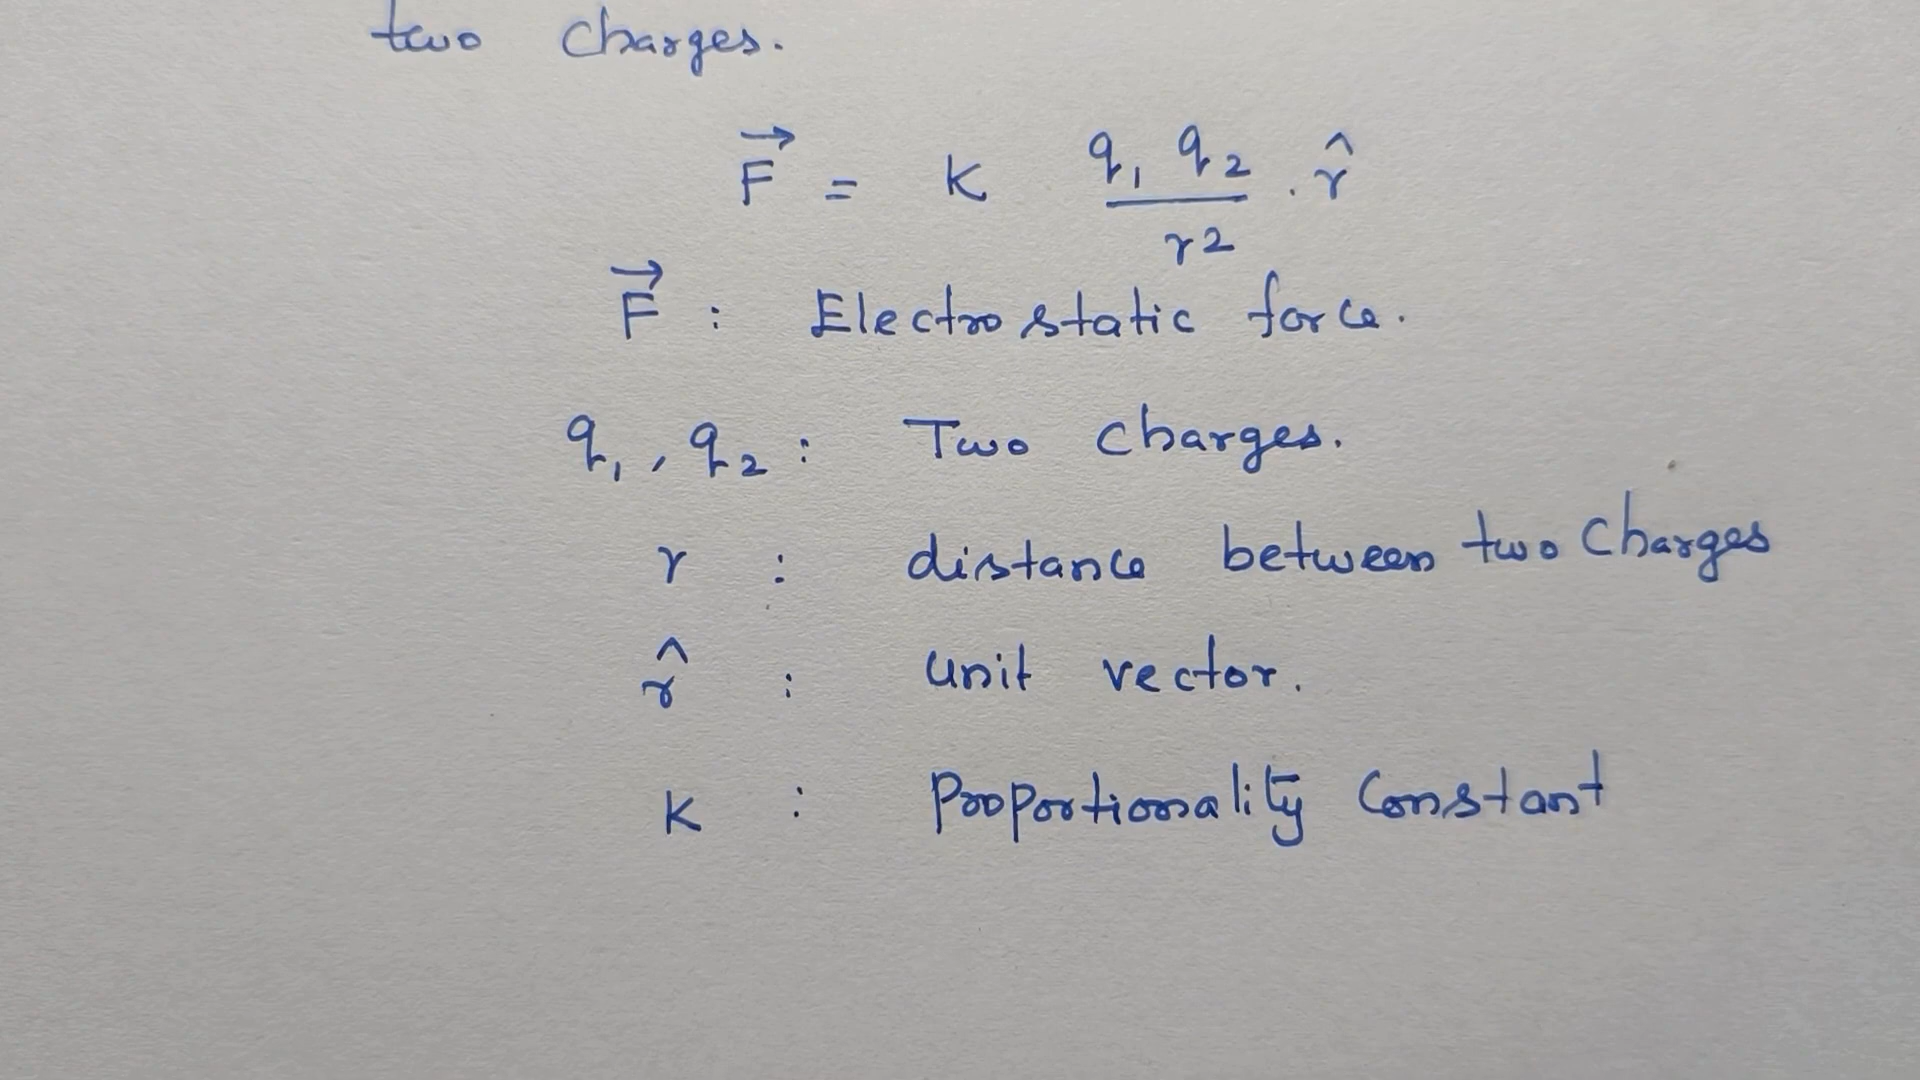 two charges.
F⃗ = K q₁ q₂ / r2 . r̂
F⃗ : Electrostatic force.
q₁, q₂ : Two charges.
r : distance between two charges
r̂ : unit vector.
K : Proportionality Constant